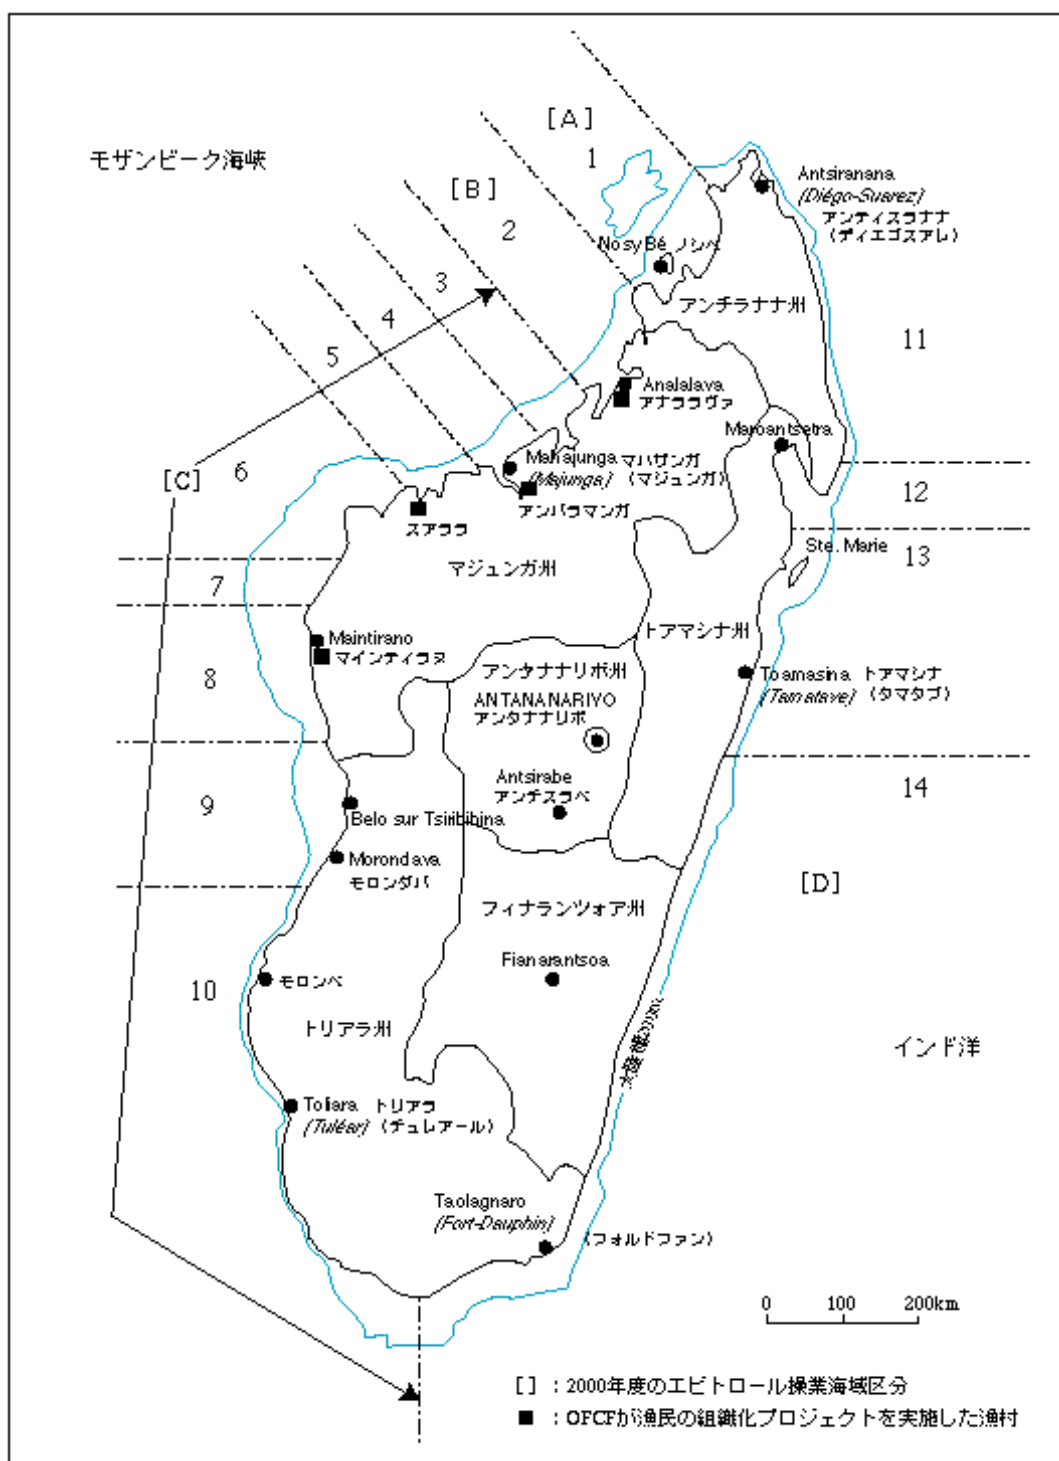 モザンビーク海峡
[A]
1
[B]
2
3
4
5
6
[C]
7
8
9
10
11
12
13
14
[D]
Antsiranana
(Diégo-Suarez)
アンティスラナナ
(ディエゴスアレ)
Nosy Bé ノシベ
アンチラナナ州
Analalava
アナララヴァ
Maroantsetra
Mahajunga マハザンガ
(Majunga) (マジュンガ)
アンバラマンガ
スアララ
マジュンガ州
Ste. Marie
トアマシナ州
Maintirano
マインティラヌ
アンタナナリボ州
ANTANANARIVO
アンタナナリボ
Toamasina トアマシナ
(Tamatave) (タマタブ)
Antsirabe
アンチスラベ
Belo sur Tsiribihina
Morondava
モロンダバ
フィナランツォア州
Fianarantsoa
モロンベ
トリアラ州
インド洋
Toliara トリアラ
(Tuléar) (チュレアール)
Taolagnaro
(Fort-Dauphin)
(フォルドファン)
0 100 200km
[ ] : 2000年度のエビトロール操業海域区分
■ : OFCFが漁民の組織化プロジェクトを実施した漁村